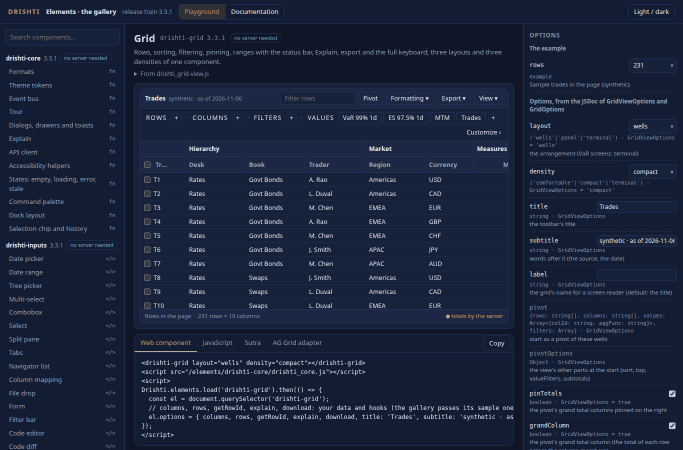 DRISHTI Elements · the gallery release train 3.3.1 Playground Documentation Light / dark
Search components...
drishti-core 3.3.1 no server needed
Formats fn
Theme tokens fn
Event bus fn
Tour fn
Dialogs, drawers and toasts fn
Explain fn
API client fn
Accessibility helpers fn
States: empty, loading, error, stale fn
Command palette fn
Dock layout fn
Selection chip and history fn
drishti-inputs 3.3.1 no server needed
Date picker </>
Date range </>
Tree picker </>
Multi-select </>
Combobox </>
Select </>
Split pane </>
Tabs </>
Navigator list </>
Column mapping </>
File drop </>
Form </>
Filter bar </>
Code editor </>
Code diff </>
Grid drishti-grid 3.3.1 no server needed
Rows, sorting, filtering, pinning, ranges with the status bar, Explain, export and the full keyboard; three layouts and three
densities of one component.
▸ From drishti_grid-view.js
Trades synthetic · as of 2026-11-06 Filter rows Pivot Formatting ▾ Export ▾ View ▾
ROWS + · COLUMNS + · FILTERS + · VALUES VaR 99% 1d ES 97.5% 1d MTM Trades +
Customize ›
Hierarchy Market Measures
Tr... Desk Book Trader Region Currency M
T1 Rates Govt Bonds A. Rao Americas USD
T2 Rates Govt Bonds L. Duval Americas CAD
T3 Rates Govt Bonds M. Chen EMEA EUR
T4 Rates Govt Bonds A. Rao EMEA GBP
T5 Rates Govt Bonds M. Chen EMEA CHF
T6 Rates Govt Bonds J. Smith APAC JPY
T7 Rates Govt Bonds M. Chen APAC AUD
T8 Rates Swaps J. Smith Americas USD
T9 Rates Swaps L. Duval Americas CAD
T10 Rates Swaps L. Duval EMEA EUR
Rows in the page 231 rows × 10 columns ◆ totals by the server
Web component JavaScript Sutra AG Grid adapter Copy
<drishti-grid layout="wells" density="compact"></drishti-grid>
<script src="/elements/drishti-core/drishti_core.js"></script>
<script>
Drishti.elements.load('drishti-grid').then(() => {
const el = document.querySelector('drishti-grid');
// columns, rows, getRowId, explain, download: your data and hooks (the gallery passes its sample one
el.options = { columns, rows, getRowId, explain, download, title: 'Trades', subtitle: 'synthetic · as
});
</script>
OPTIONS
The example
rows 231
example
Sample trades in the page (synthetic)
Options, from the JSDoc of GridViewOptions and GridOptions
layout wells
('wells'|'panel'|'terminal') · GridViewOptions = 'wells'
the arrangement (VaR screens: terminal)
density compact
('comfortable'|'compact'|'terminal') · GridViewOptions = 'compact'
title Trades
string · GridViewOptions
the toolbar's title
subtitle synthetic · as of 2026-11-0
string · GridViewOptions
words after it (the source, the date)
label
string · GridViewOptions
the grid's name for a screen reader (default: the title)
pivot
{rows: string[], columns: string[], values: Array<{colId: string, aggFunc: string}>, filters: Array} · GridViewOptions
start as a pivot of these wells
pivotOptions
Object · GridViewOptions
the view's other parts at the start (sort, top, valueFilters, subtotals)
pinTotals
boolean · GridViewOptions = true
the pivot's grand total columns pinned on the right
grandColumn
boolean · GridViewOptions = true
the pivot's grand total column (the total of each row